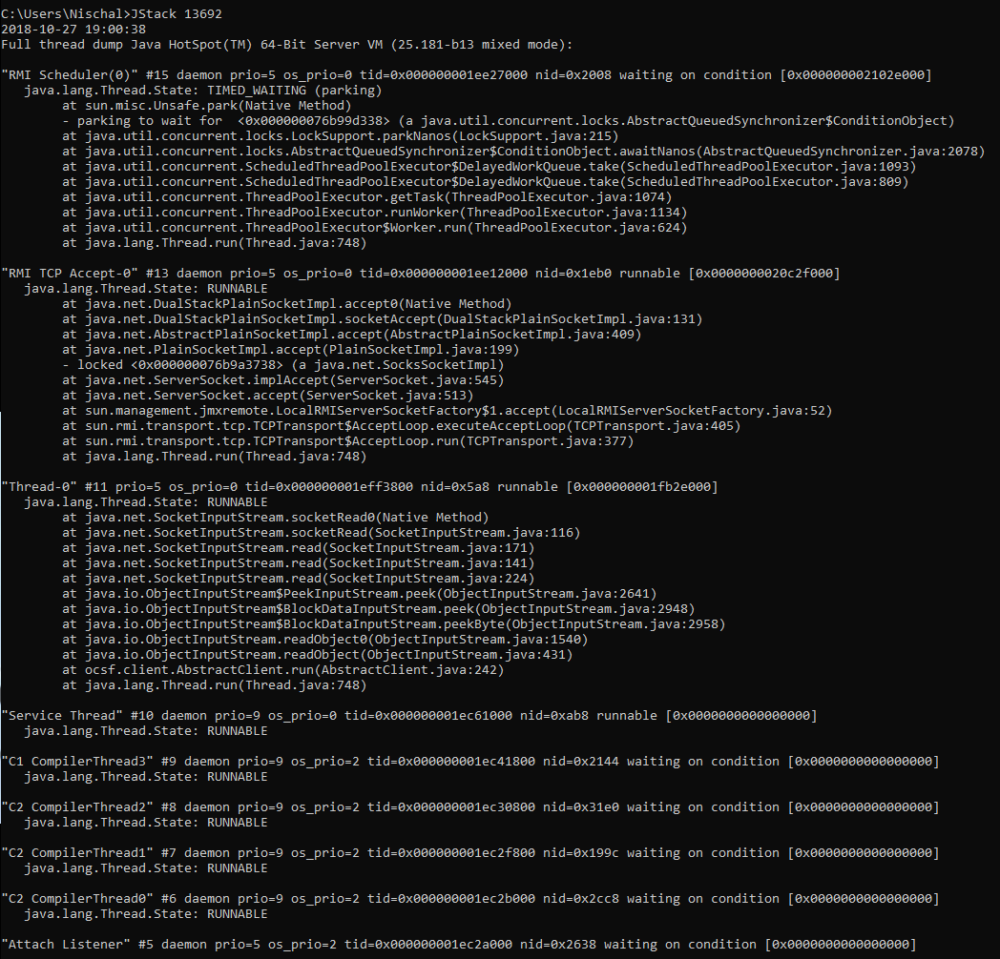 C:\Users\Nischal>JStack 13692
2018-10-27 19:00:38
Full thread dump Java HotSpot(TM) 64-Bit Server VM (25.181-b13 mixed mode):

"RMI Scheduler(0)" #15 daemon prio=5 os_prio=0 tid=0x000000001ee27000 nid=0x2008 waiting on condition [0x000000002102e000]
   java.lang.Thread.State: TIMED_WAITING (parking)
        at sun.misc.Unsafe.park(Native Method)
        - parking to wait for  <0x000000076b99d338> (a java.util.concurrent.locks.AbstractQueuedSynchronizer$ConditionObject)
        at java.util.concurrent.locks.LockSupport.parkNanos(LockSupport.java:215)
        at java.util.concurrent.locks.AbstractQueuedSynchronizer$ConditionObject.awaitNanos(AbstractQueuedSynchronizer.java:2078)
        at java.util.concurrent.ScheduledThreadPoolExecutor$DelayedWorkQueue.take(ScheduledThreadPoolExecutor.java:1093)
        at java.util.concurrent.ScheduledThreadPoolExecutor$DelayedWorkQueue.take(ScheduledThreadPoolExecutor.java:809)
        at java.util.concurrent.ThreadPoolExecutor.getTask(ThreadPoolExecutor.java:1074)
        at java.util.concurrent.ThreadPoolExecutor.runWorker(ThreadPoolExecutor.java:1134)
        at java.util.concurrent.ThreadPoolExecutor$Worker.run(ThreadPoolExecutor.java:624)
        at java.lang.Thread.run(Thread.java:748)

"RMI TCP Accept-0" #13 daemon prio=5 os_prio=0 tid=0x000000001ee12000 nid=0x1eb0 runnable [0x0000000020c2f000]
   java.lang.Thread.State: RUNNABLE
        at java.net.DualStackPlainSocketImpl.accept0(Native Method)
        at java.net.DualStackPlainSocketImpl.socketAccept(DualStackPlainSocketImpl.java:131)
        at java.net.AbstractPlainSocketImpl.accept(AbstractPlainSocketImpl.java:409)
        at java.net.PlainSocketImpl.accept(PlainSocketImpl.java:199)
        - locked <0x000000076b9a3738> (a java.net.SocksSocketImpl)
        at java.net.ServerSocket.implAccept(ServerSocket.java:545)
        at java.net.ServerSocket.accept(ServerSocket.java:513)
        at sun.management.jmxremote.LocalRMIServerSocketFactory$1.accept(LocalRMIServerSocketFactory.java:52)
        at sun.rmi.transport.tcp.TCPTransport$AcceptLoop.executeAcceptLoop(TCPTransport.java:405)
        at sun.rmi.transport.tcp.TCPTransport$AcceptLoop.run(TCPTransport.java:377)
        at java.lang.Thread.run(Thread.java:748)

"Thread-0" #11 prio=5 os_prio=0 tid=0x000000001eff3800 nid=0x5a8 runnable [0x000000001fb2e000]
   java.lang.Thread.State: RUNNABLE
        at java.net.SocketInputStream.socketRead0(Native Method)
        at java.net.SocketInputStream.socketRead(SocketInputStream.java:116)
        at java.net.SocketInputStream.read(SocketInputStream.java:171)
        at java.net.SocketInputStream.read(SocketInputStream.java:141)
        at java.net.SocketInputStream.read(SocketInputStream.java:224)
        at java.io.ObjectInputStream$PeekInputStream.peek(ObjectInputStream.java:2641)
        at java.io.ObjectInputStream$BlockDataInputStream.peek(ObjectInputStream.java:2948)
        at java.io.ObjectInputStream$BlockDataInputStream.peekByte(ObjectInputStream.java:2958)
        at java.io.ObjectInputStream.readObject0(ObjectInputStream.java:1540)
        at java.io.ObjectInputStream.readObject(ObjectInputStream.java:431)
        at ocsf.client.AbstractClient.run(AbstractClient.java:242)
        at java.lang.Thread.run(Thread.java:748)

"Service Thread" #10 daemon prio=9 os_prio=0 tid=0x000000001ec61000 nid=0xab8 runnable [0x0000000000000000]
   java.lang.Thread.State: RUNNABLE

"C1 CompilerThread3" #9 daemon prio=9 os_prio=2 tid=0x000000001ec41800 nid=0x2144 waiting on condition [0x0000000000000000]
   java.lang.Thread.State: RUNNABLE

"C2 CompilerThread2" #8 daemon prio=9 os_prio=2 tid=0x000000001ec30800 nid=0x31e0 waiting on condition [0x0000000000000000]
   java.lang.Thread.State: RUNNABLE

"C2 CompilerThread1" #7 daemon prio=9 os_prio=2 tid=0x000000001ec2f800 nid=0x199c waiting on condition [0x0000000000000000]
   java.lang.Thread.State: RUNNABLE

"C2 CompilerThread0" #6 daemon prio=9 os_prio=2 tid=0x000000001ec2b000 nid=0x2cc8 waiting on condition [0x0000000000000000]
   java.lang.Thread.State: RUNNABLE

"Attach Listener" #5 daemon prio=5 os_prio=2 tid=0x000000001ec2a000 nid=0x2638 waiting on condition [0x0000000000000000]